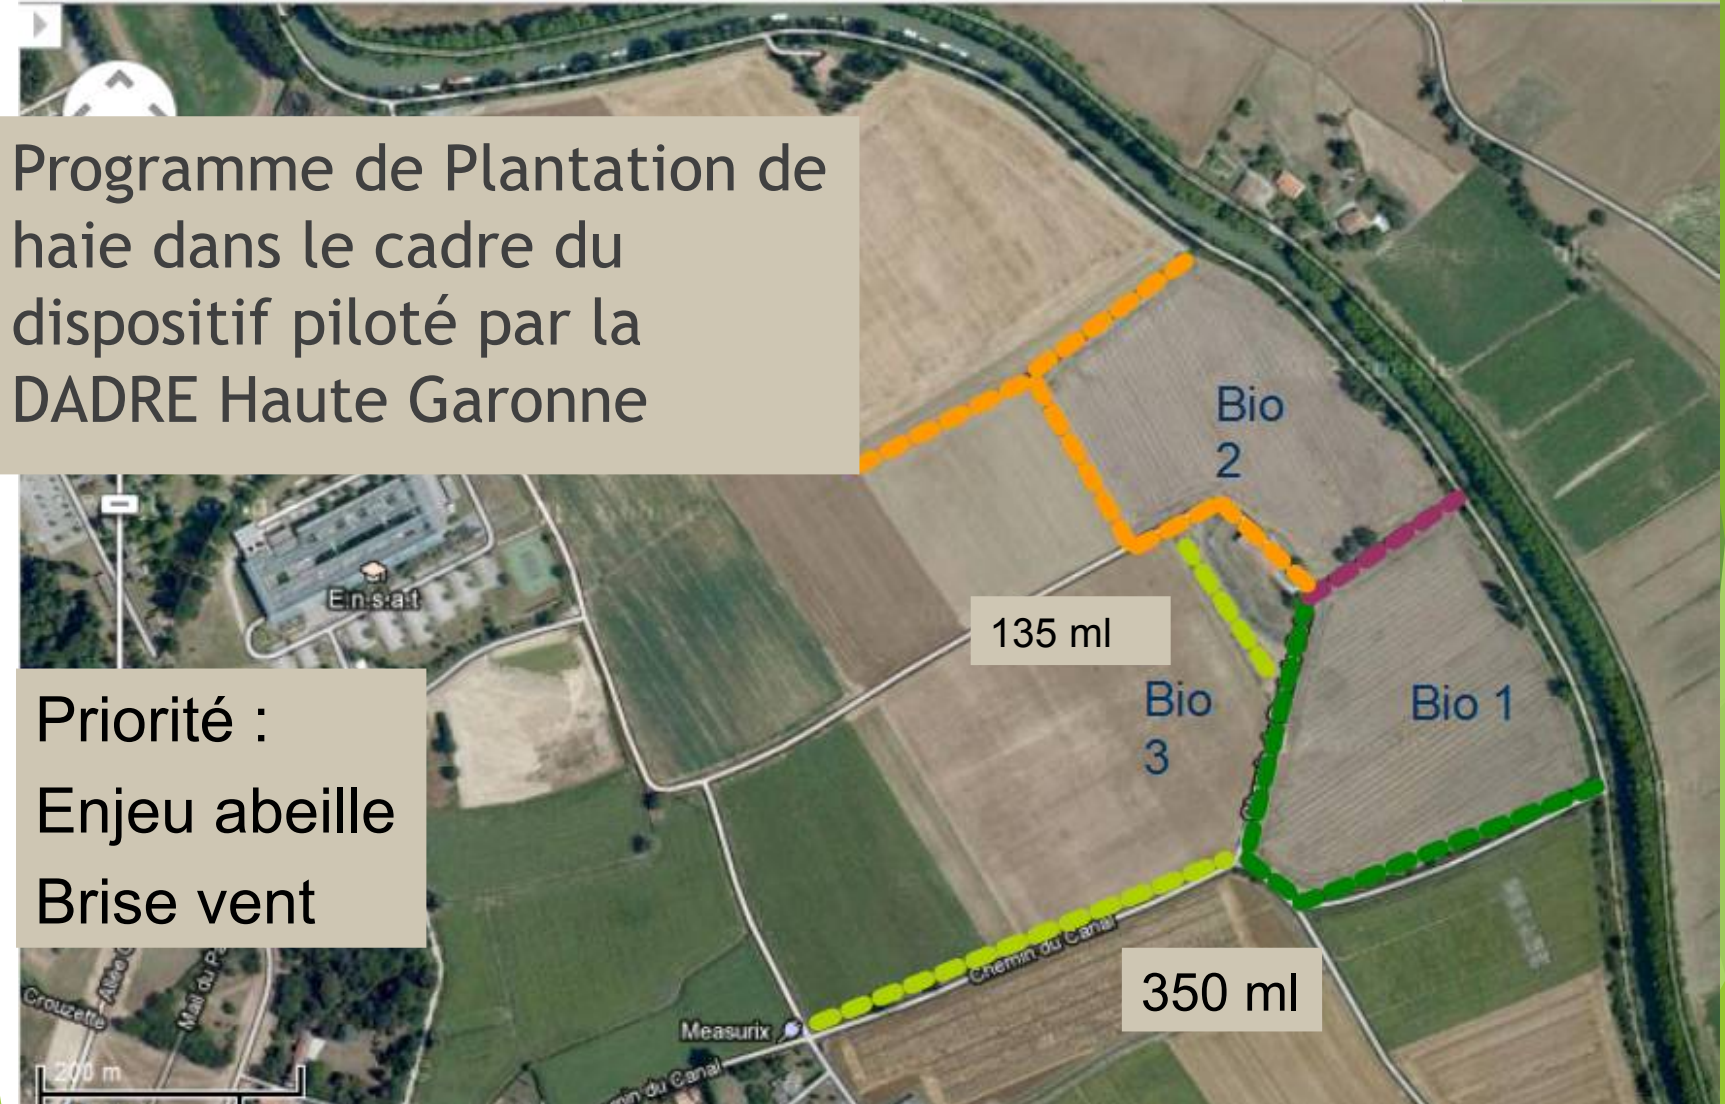 Programme de Plantation de
haie dans le cadre du
dispositif piloté par la
DADRE Haute Garonne
Bio
2
Ensat
135 ml
Priorité :
Enjeu abeille
Brise vent
Bio
3
Bio 1
Chemin du Canal
350 ml
Crouzette
Measurix
200 m